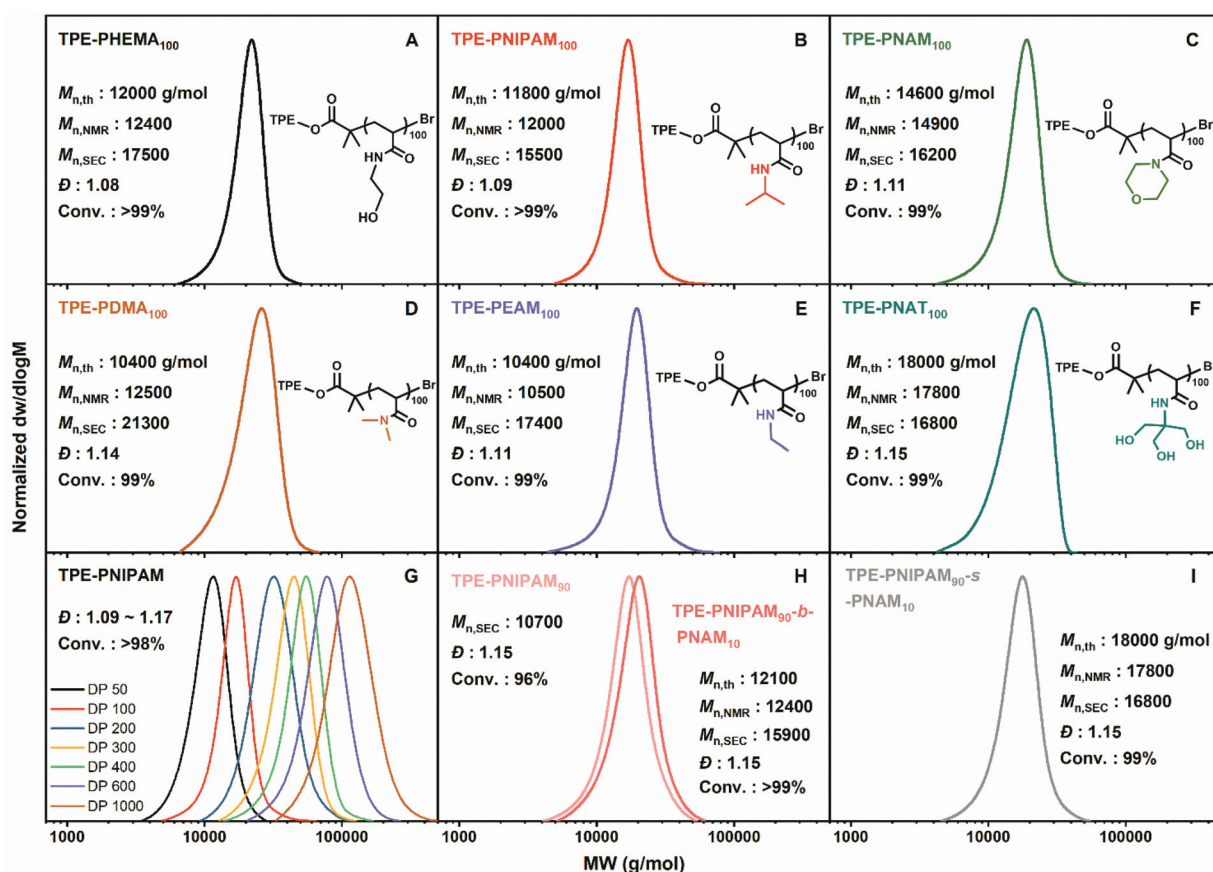 Normalized dw/dlogM
TPE-PHEMA100
A
Mn,th : 12000 g/mol
Mn,NMR : 12400
Mn,SEC : 17500
Đ : 1.08
Conv. : >99%
TPE
O
O
Br
100
HN
O
HO
TPE-PNIPAM100
B
Mn,th : 11800 g/mol
Mn,NMR : 12000
Mn,SEC : 15500
Đ : 1.09
Conv. : >99%
TPE
O
O
Br
100
HN
O
TPE-PNAM100
C
Mn,th : 14600 g/mol
Mn,NMR : 14900
Mn,SEC : 16200
Đ : 1.11
Conv. : 99%
TPE
O
O
Br
100
N
O
O
TPE-PDMA100
D
Mn,th : 10400 g/mol
Mn,NMR : 12500
Mn,SEC : 21300
Đ : 1.14
Conv. : 99%
TPE
O
O
Br
100
N
O
TPE-PEAM100
E
Mn,th : 10400 g/mol
Mn,NMR : 10500
Mn,SEC : 17400
Đ : 1.11
Conv. : 99%
TPE
O
O
Br
100
HN
O
TPE-PNAT100
F
Mn,th : 18000 g/mol
Mn,NMR : 17800
Mn,SEC : 16800
Đ : 1.15
Conv. : 99%
TPE
O
O
Br
100
HN
O
HO
OH
OH
TPE-PNIPAM
G
Đ : 1.09 ~ 1.17
Conv. : >98%
DP 50
DP 100
DP 200
DP 300
DP 400
DP 600
DP 1000
TPE-PNIPAM90
H
Mn,SEC : 10700
Đ : 1.15
Conv. : 96%
TPE-PNIPAM90-b-
PNAM10
Mn,th : 12100
Mn,NMR : 12400
Mn,SEC : 15900
Đ : 1.15
Conv. : >99%
TPE-PNIPAM90-s
-PNAM10
I
Mn,th : 18000 g/mol
Mn,NMR : 17800
Mn,SEC : 16800
Đ : 1.15
Conv. : 99%
1000 10000 100000
1000 10000 100000
1000 10000 100000
MW (g/mol)